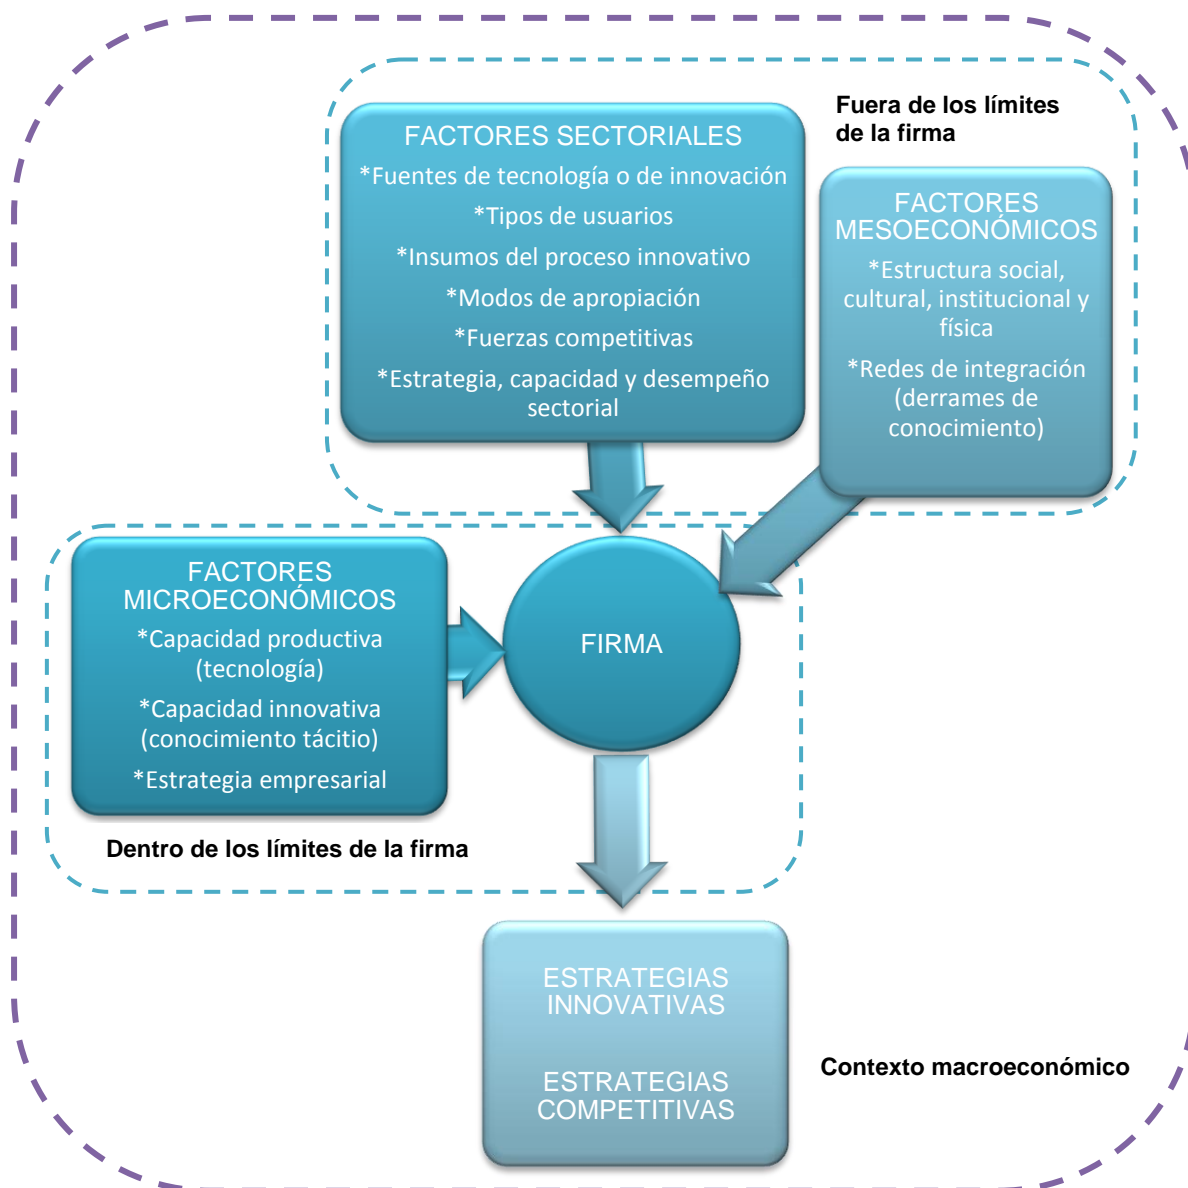 Fuera de los límites
de la firma
FACTORES SECTORIALES
*Fuentes de tecnología o de innovación
*Tipos de usuarios
*Insumos del proceso innovativo
*Modos de apropiación
*Fuerzas competitivas
*Estrategia, capacidad y desempeño
sectorial
FACTORES
MESOECONÓMICOS
*Estructura social,
cultural, institucional y
física
*Redes de integración
(derrames de
conocimiento)
FACTORES
MICROECONÓMICOS
*Capacidad productiva
(tecnología)
*Capacidad innovativa
(conocimiento tácitio)
*Estrategia empresarial
FIRMA
Dentro de los límites de la firma
ESTRATEGIAS
INNOVATIVAS
ESTRATEGIAS
COMPETITIVAS
Contexto macroeconómico